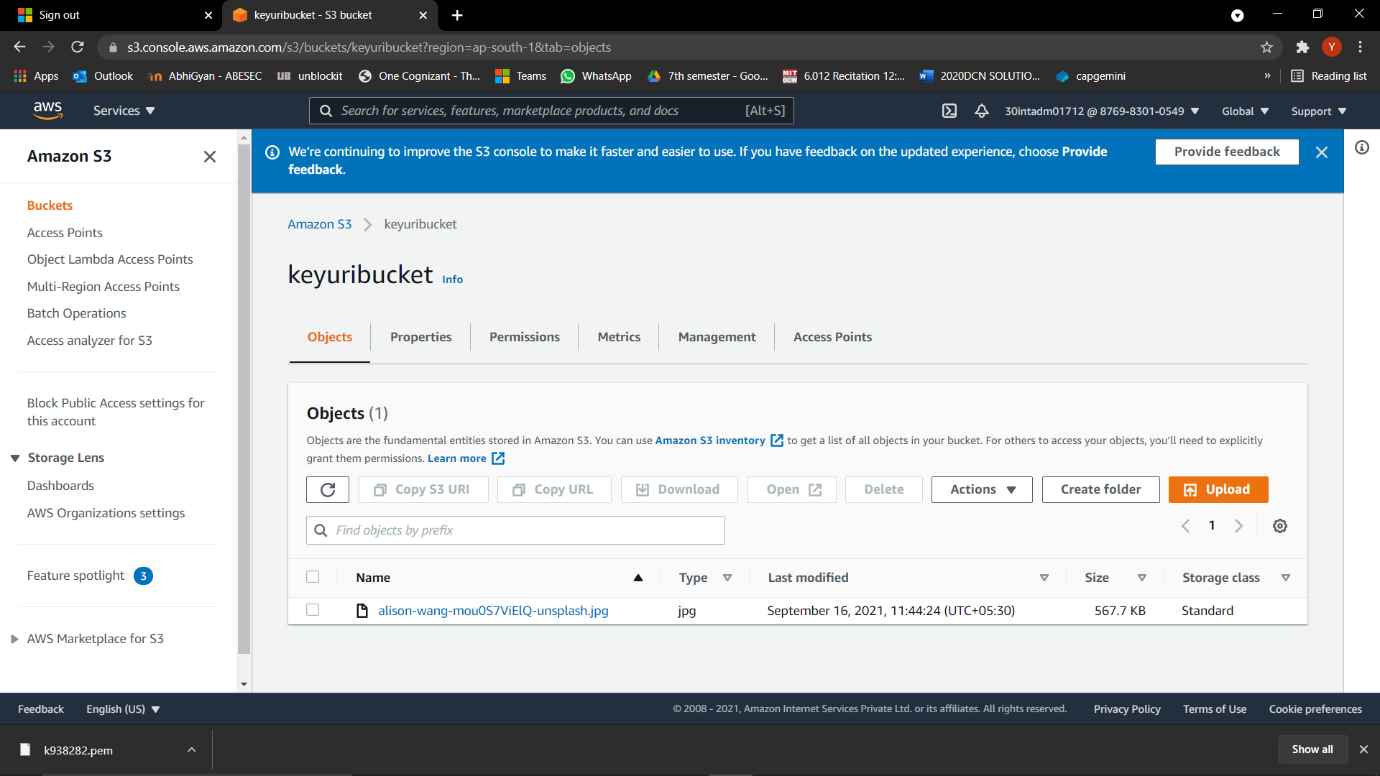 Sign out
keyuribucket - S3 bucket
s3.console.aws.amazon.com/s3/buckets/keyuribucket?region=ap-south-1&tab=objects
Y
Apps Outlook AbhiGyan - ABESEC UB unblockit One Cognizant - Th... Teams WhatsApp 7th semester - Goo... MIT OCW 6.012 Recitation 12:... 2020DCN SOLUTIO... capgemini » Reading list
aws Services Search for services, features, marketplace products, and docs [Alt+S] 30intadm01712 @ 8769-8301-0549 Global Support
Amazon S3
Buckets
Access Points
Object Lambda Access Points
Multi-Region Access Points
Batch Operations
Access analyzer for S3
Block Public Access settings for
this account
Storage Lens
Dashboards
AWS Organizations settings
Feature spotlight 3
AWS Marketplace for S3
We're continuing to improve the S3 console to make it faster and easier to use. If you have feedback on the updated experience, choose Provide
feedback.
Provide feedback
Amazon S3 keyuribucket
keyuribucket Info
Objects Properties Permissions Metrics Management Access Points
Objects (1)
Objects are the fundamental entities stored in Amazon S3. You can use Amazon S3 inventory to get a list of all objects in your bucket. For others to access your objects, you'll need to explicitly
grant them permissions. Learn more
Copy S3 URI Copy URL Download Open Delete Actions Create folder Upload
Find objects by prefix
1
Name Type Last modified Size Storage class
alison-wang-mou0S7ViElQ-unsplash.jpg jpg September 16, 2021, 11:44:24 (UTC+05:30) 567.7 KB Standard
Feedback English (US) © 2008 - 2021, Amazon Internet Services Private Ltd. or its affiliates. All rights reserved. Privacy Policy Terms of Use Cookie preferences
k938282.pem Show all